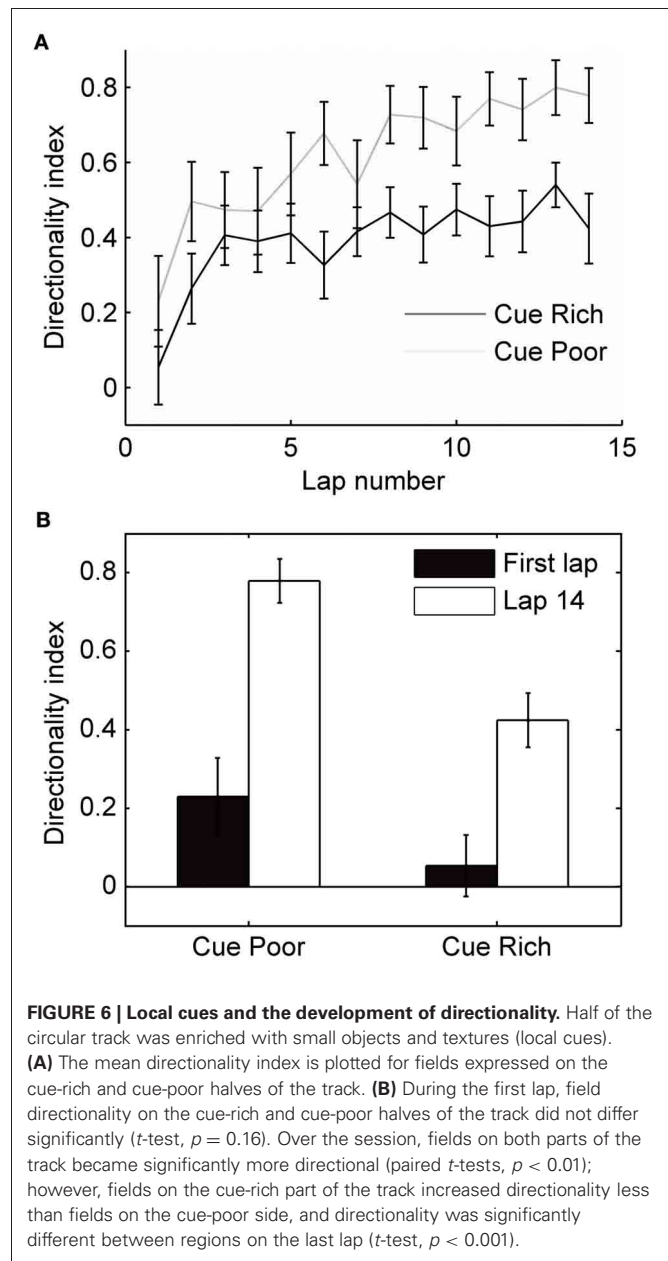 A
0.8
0.6
0.4
0.2
0
Directionality index
Cue Rich
Cue Poor
0 5 10 15
Lap number
B
First lap
Lap 14
0.8
0.6
0.4
0.2
0
Directionality index
Cue Poor Cue Rich
FIGURE 6 | Local cues and the development of directionality. Half of the
circular track was enriched with small objects and textures (local cues).
(A) The mean directionality index is plotted for fields expressed on the
cue-rich and cue-poor halves of the track. (B) During the first lap, field
directionality on the cue-rich and cue-poor halves of the track did not differ
significantly (t-test, p = 0.16). Over the session, fields on both parts of the
track became significantly more directional (paired t-tests, p < 0.01);
however, fields on the cue-rich part of the track increased directionality less
than fields on the cue-poor side, and directionality was significantly
different between regions on the last lap (t-test, p < 0.001).